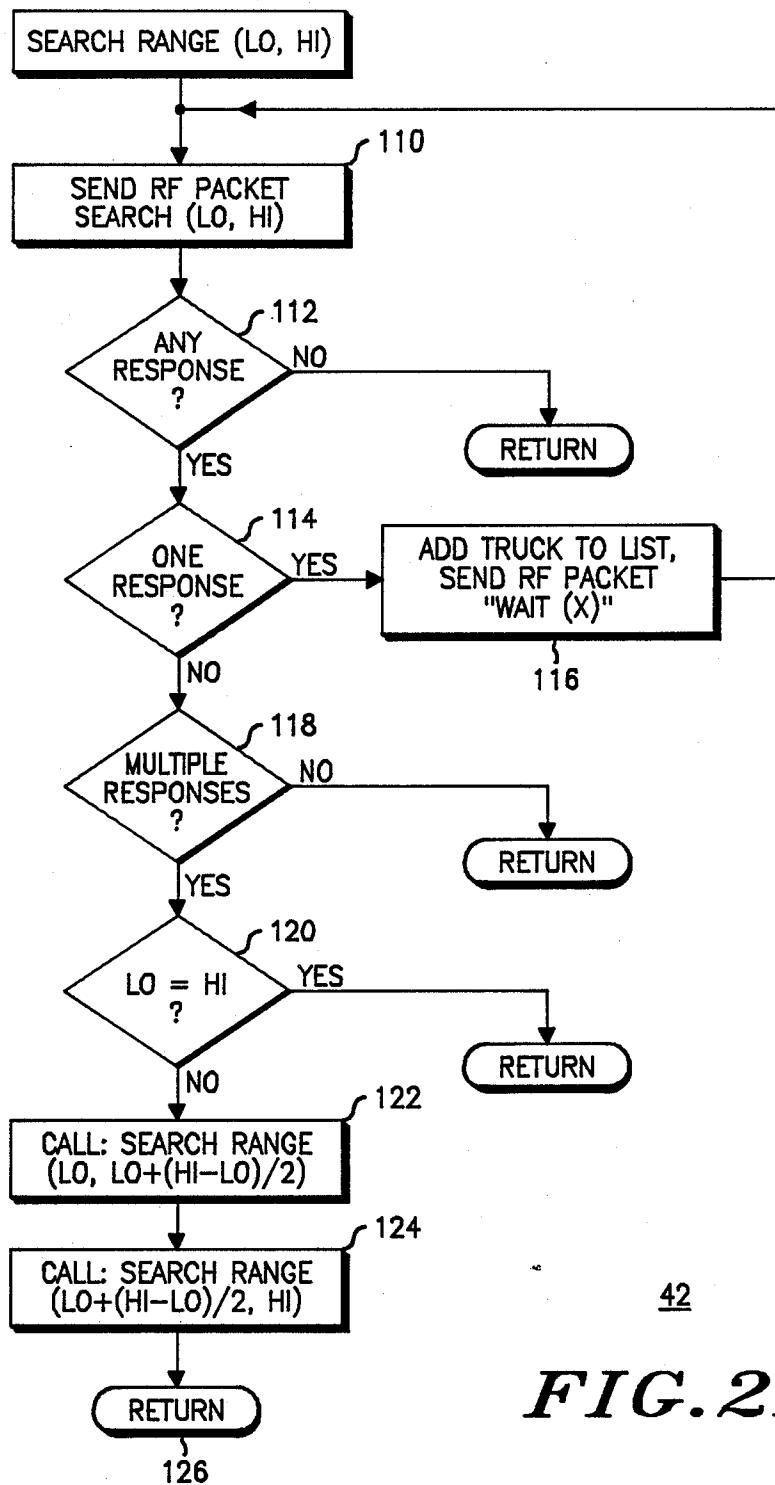 SEARCH RANGE (LO, HI)
110
SEND RF PACKET
SEARCH (LO, HI)
112
ANY
RESPONSE
?
NO
RETURN
YES
114
ONE
RESPONSE
?
YES
ADD TRUCK TO LIST,
SEND RF PACKET
"WAIT (X)"
116
NO
118
MULTIPLE
RESPONSES
?
NO
RETURN
YES
120
LO = HI
?
YES
RETURN
NO
122
CALL: SEARCH RANGE
(LO, LO+(HI-LO)/2)
124
CALL: SEARCH RANGE
(LO+(HI-LO)/2, HI)
42
RETURN
126
FIG.2